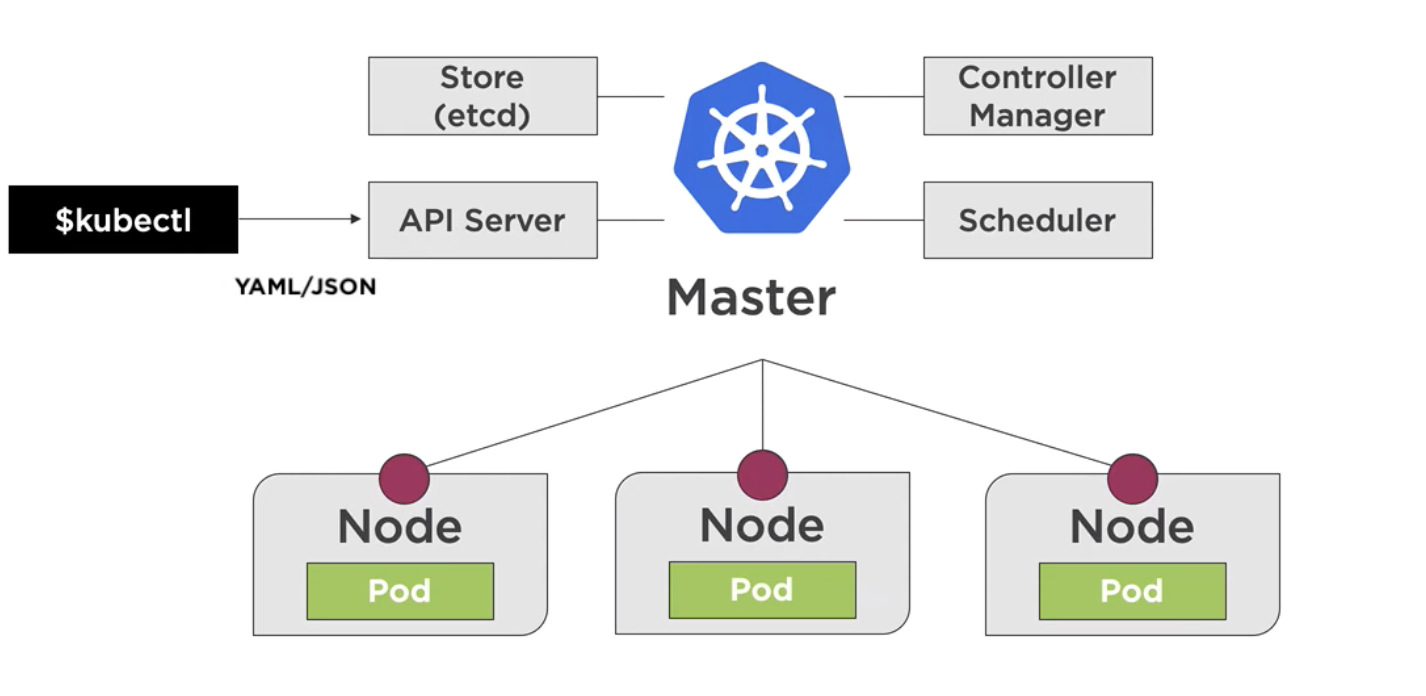 Store
(etcd)
Controller
Manager
$kubectl
API Server
Scheduler
YAML/JSON
Master
Node
Node
Node
Pod
Pod
Pod